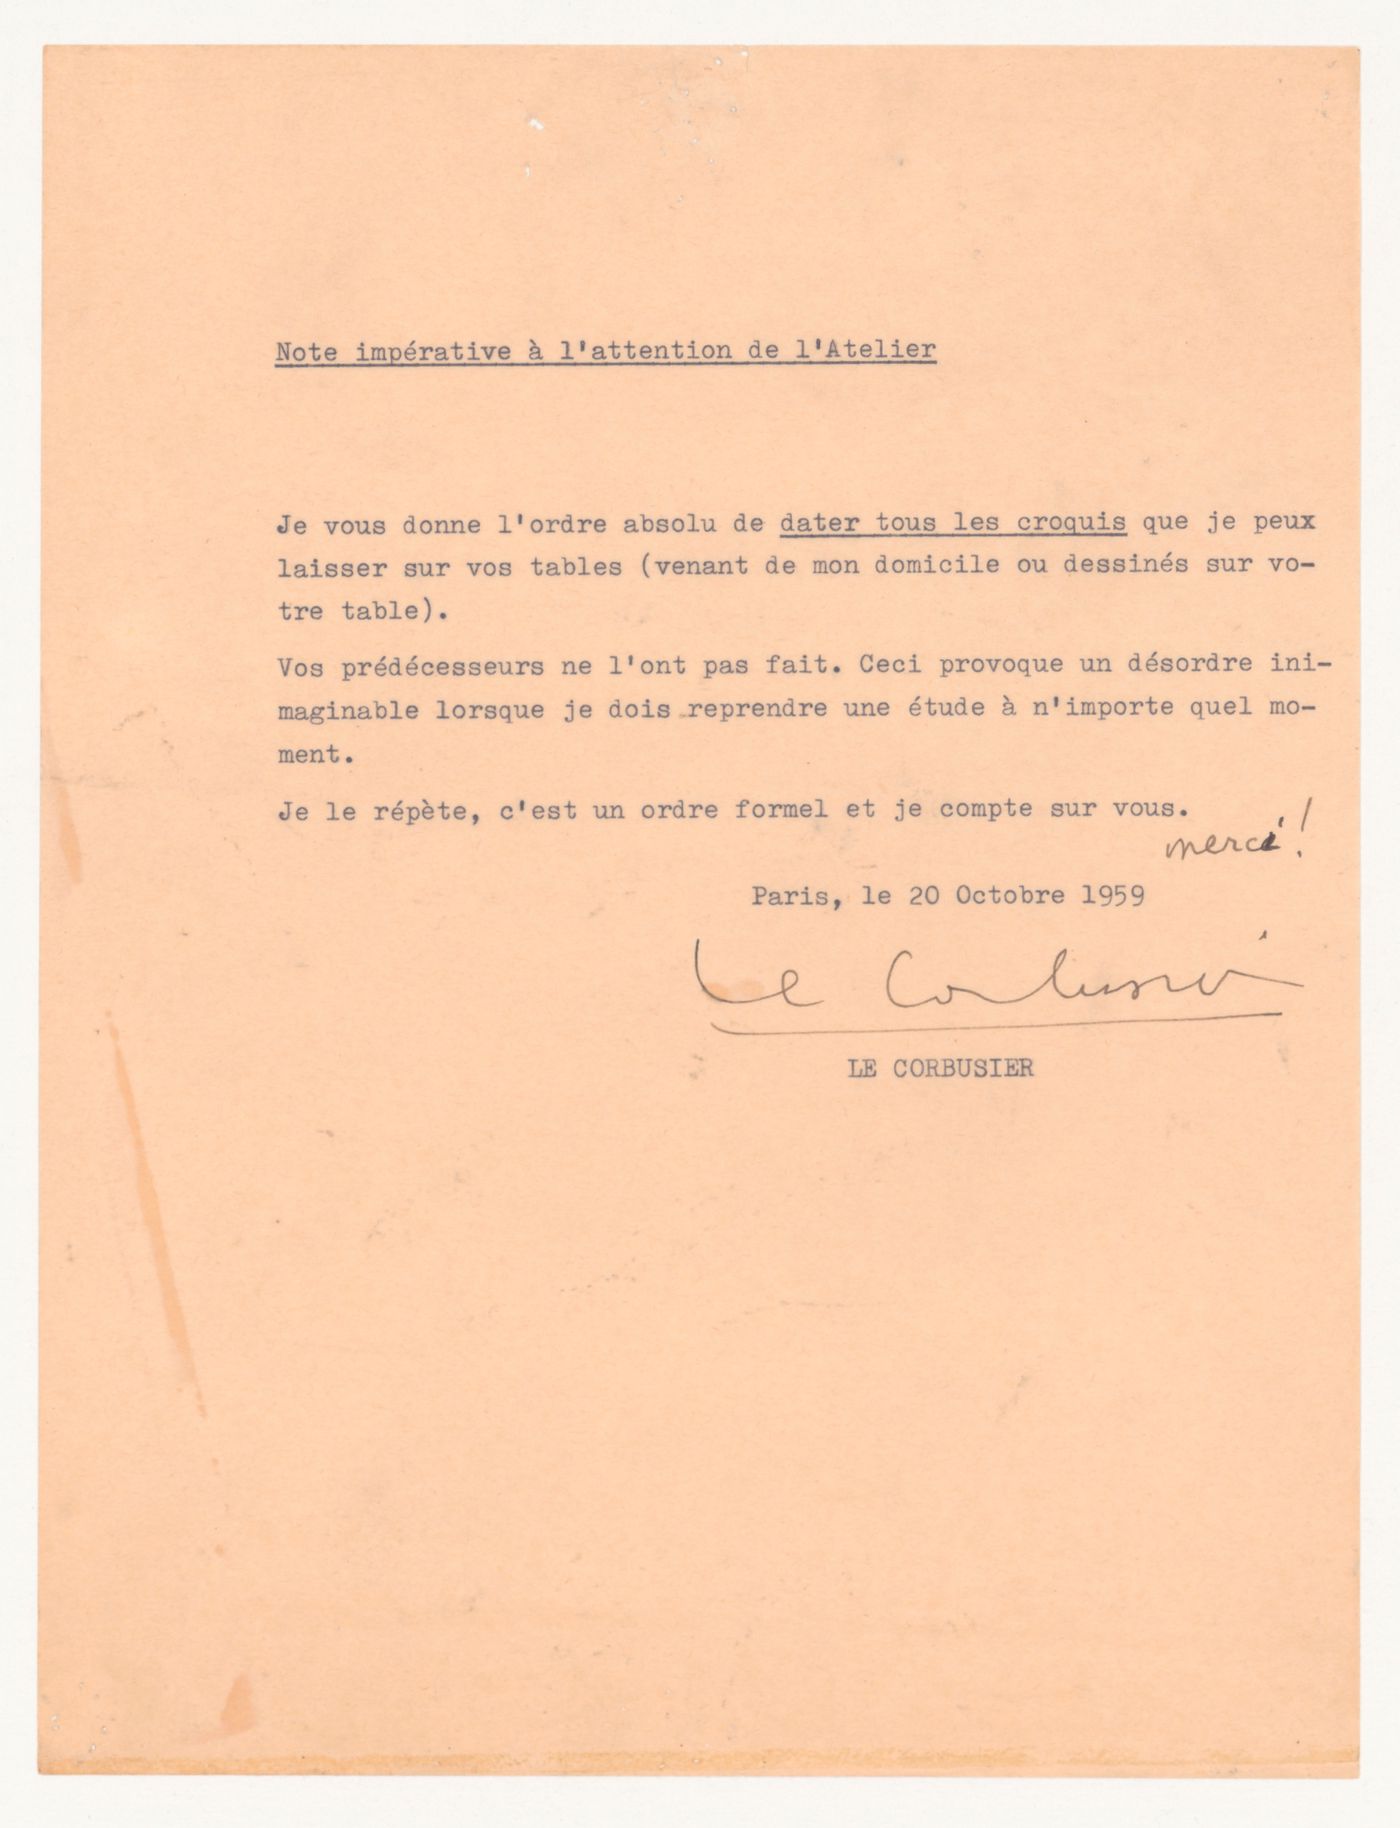 Note impérative à l'attention de l'Atelier
Je vous donne l'ordre absolu de dater tous les croquis que je peux
laisser sur vos tables (venant de mon domicile ou dessinés sur vo-
tre table).
Vos prédécesseurs ne l'ont pas fait. Ceci provoque un désordre ini-
maginable lorsque je dois reprendre une étude à n'importe quel mo-
ment.
Je le répète, c'est un ordre formel et je compte sur vous.
merci!
Paris, le 20 Octobre 1959
Le Corbusier
LE CORBUSIER